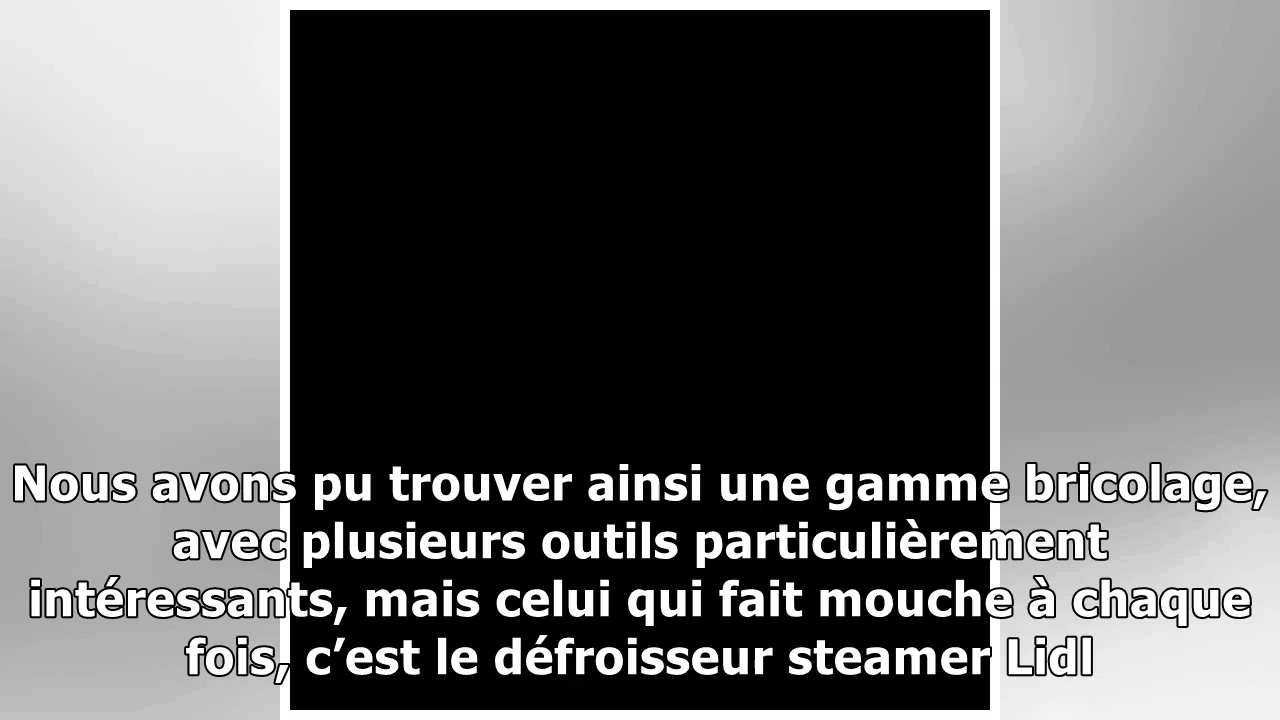 Nous avons pu trouver ainsi une gamme bricolage,
avec plusieurs outils particulièrement
intéressants, mais celui qui fait mouche à chaque
fois, c’est le défroisseur steamer Lidl